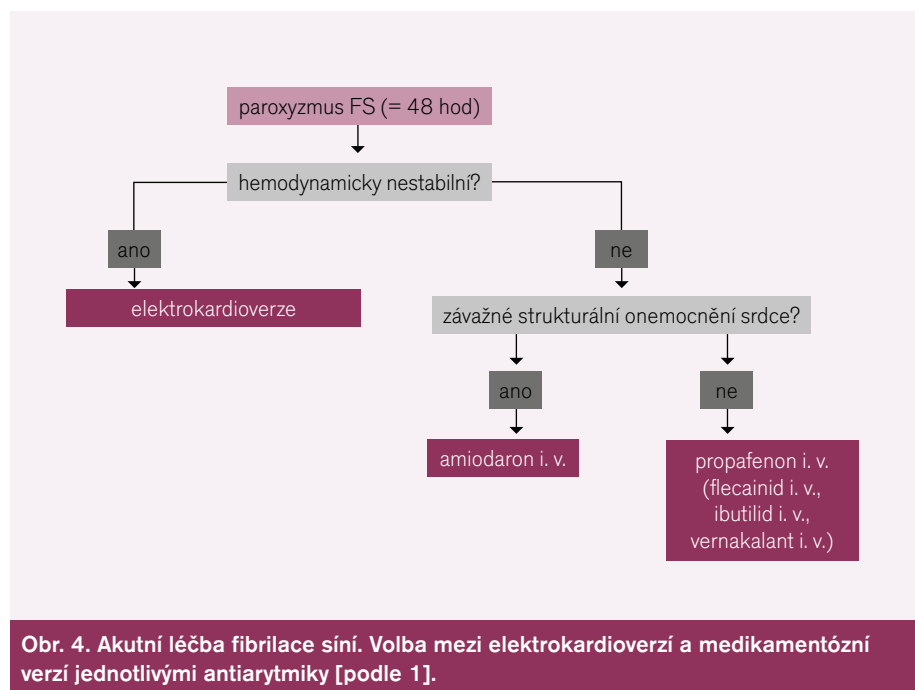 paroxyzmus FS (= 48 hod)
hemodynamicky nestabilní?
ano
ne
elektrokardioverze
závažné strukturální onemocnění srdce?
ano
ne
amiodaron i. v.
propafenon i. v.
(flecainid i. v.,
ibutilid i. v.,
vernakalant i. v.)
Obr. 4. Akutní léčba fibrilace síní. Volba mezi elektrokardioverzí a medikamentózní
verzí jednotlivými antiarytmiky [podle 1].